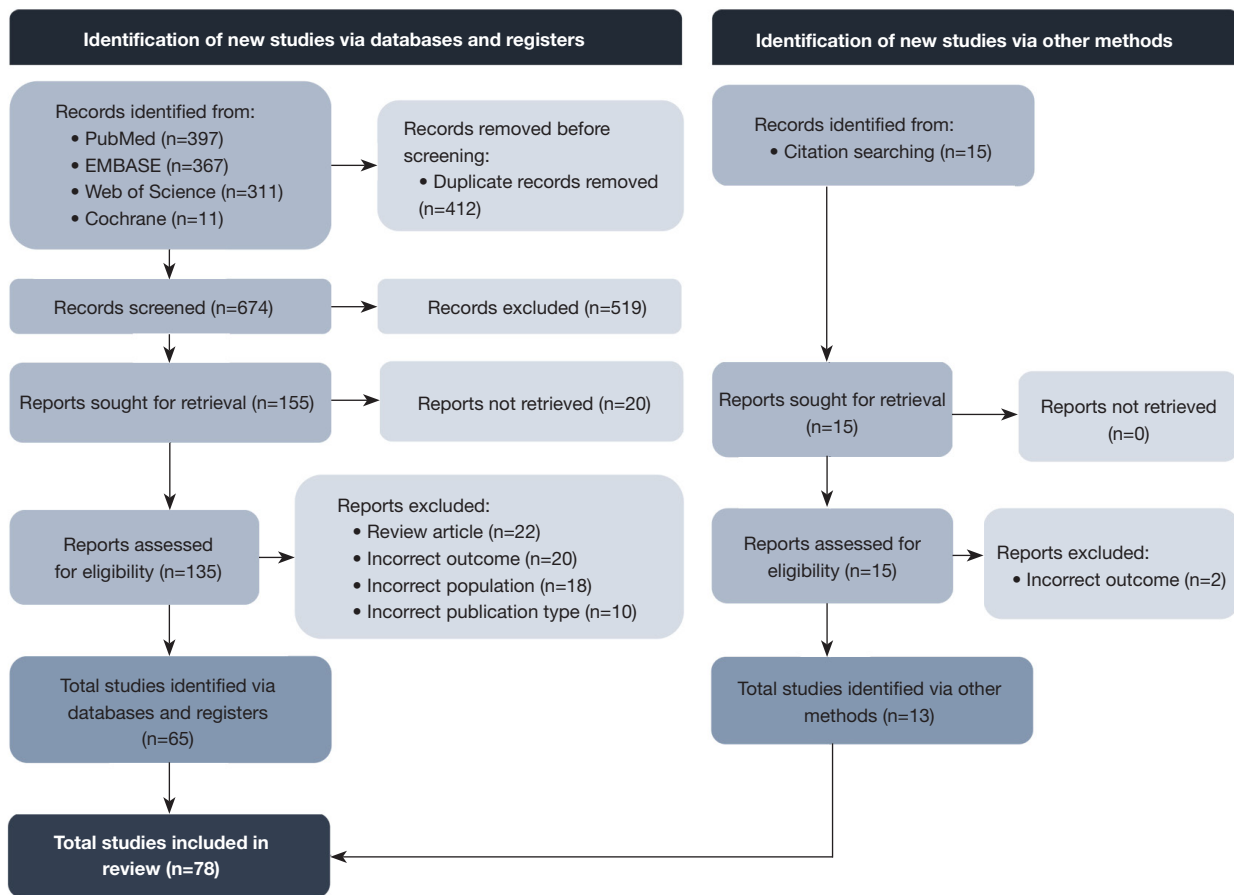 Identification of new studies via databases and registers
Records identified from:
• PubMed (n=397)
• EMBASE (n=367)
• Web of Science (n=311)
• Cochrane (n=11)
Records removed before
screening:
• Duplicate records removed
(n=412)
Records screened (n=674)
Records excluded (n=519)
Reports sought for retrieval (n=155)
Reports not retrieved (n=20)
Reports assessed
for eligibility (n=135)
Reports excluded:
• Review article (n=22)
• Incorrect outcome (n=20)
• Incorrect population (n=18)
• Incorrect publication type (n=10)
Total studies identified via
databases and registers
(n=65)
Total studies included in
review (n=78)
Identification of new studies via other methods
Records identified from:
• Citation searching (n=15)
Reports sought for retrieval
(n=15)
Reports not retrieved
(n=0)
Reports assessed for
eligibility (n=15)
Reports excluded:
• Incorrect outcome (n=2)
Total studies identified via other
methods (n=13)